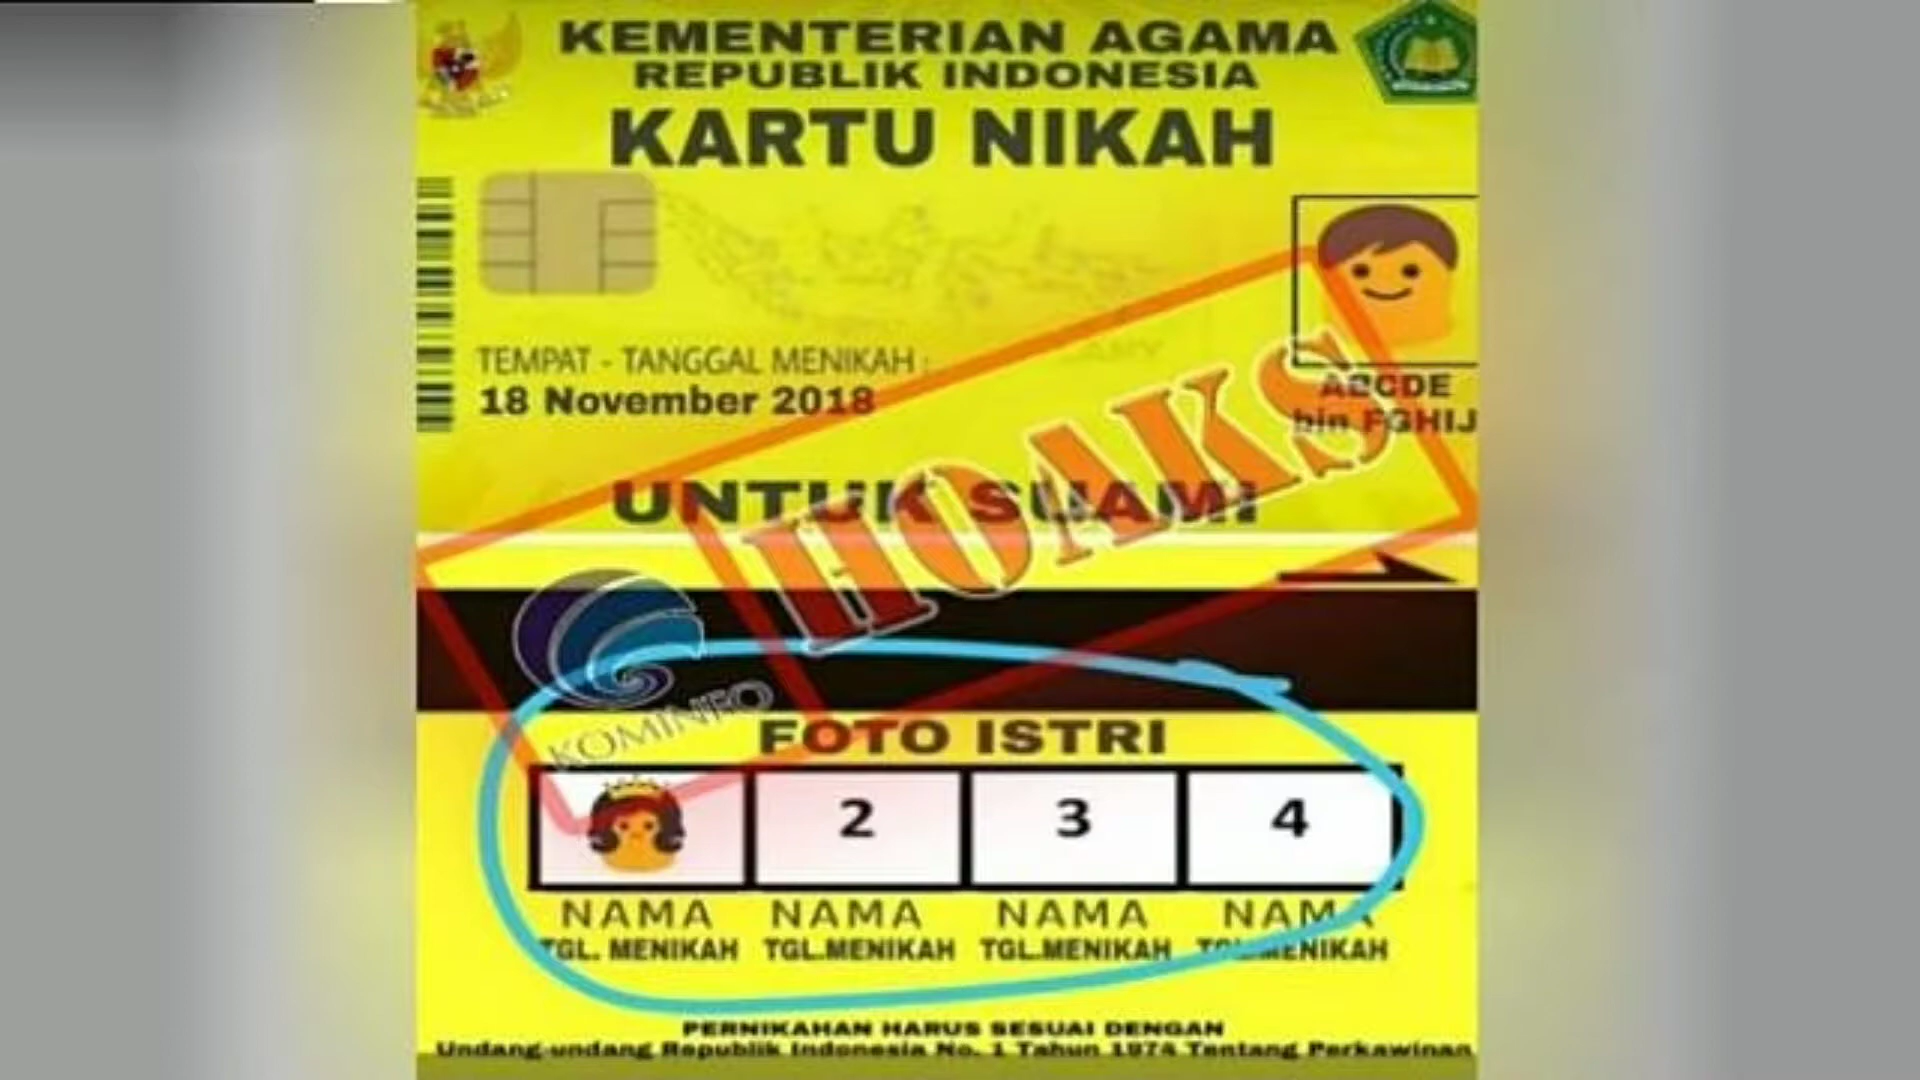 KEMENTERIAN AGAMA
REPUBLIK INDONESIA
KARTU NIKAH
TEMPAT - TANGGAL MENIKAH :
18 November 2018
ABCDE
bin FGHIJ
UNTUK SUAMI
HOAKS
KOMINFO
FOTO ISTRI
2 3 4
NAMA NAMA NAMA NAMA
TGL. MENIKAH TGL.MENIKAH TGL.MENIKAH TGL.MENIKAH
PERNIKAHAN HARUS SESUAI DENGAN
Undang-undang Republik Indonesia No. 1 Tahun 1974 Tentang Perkawinan